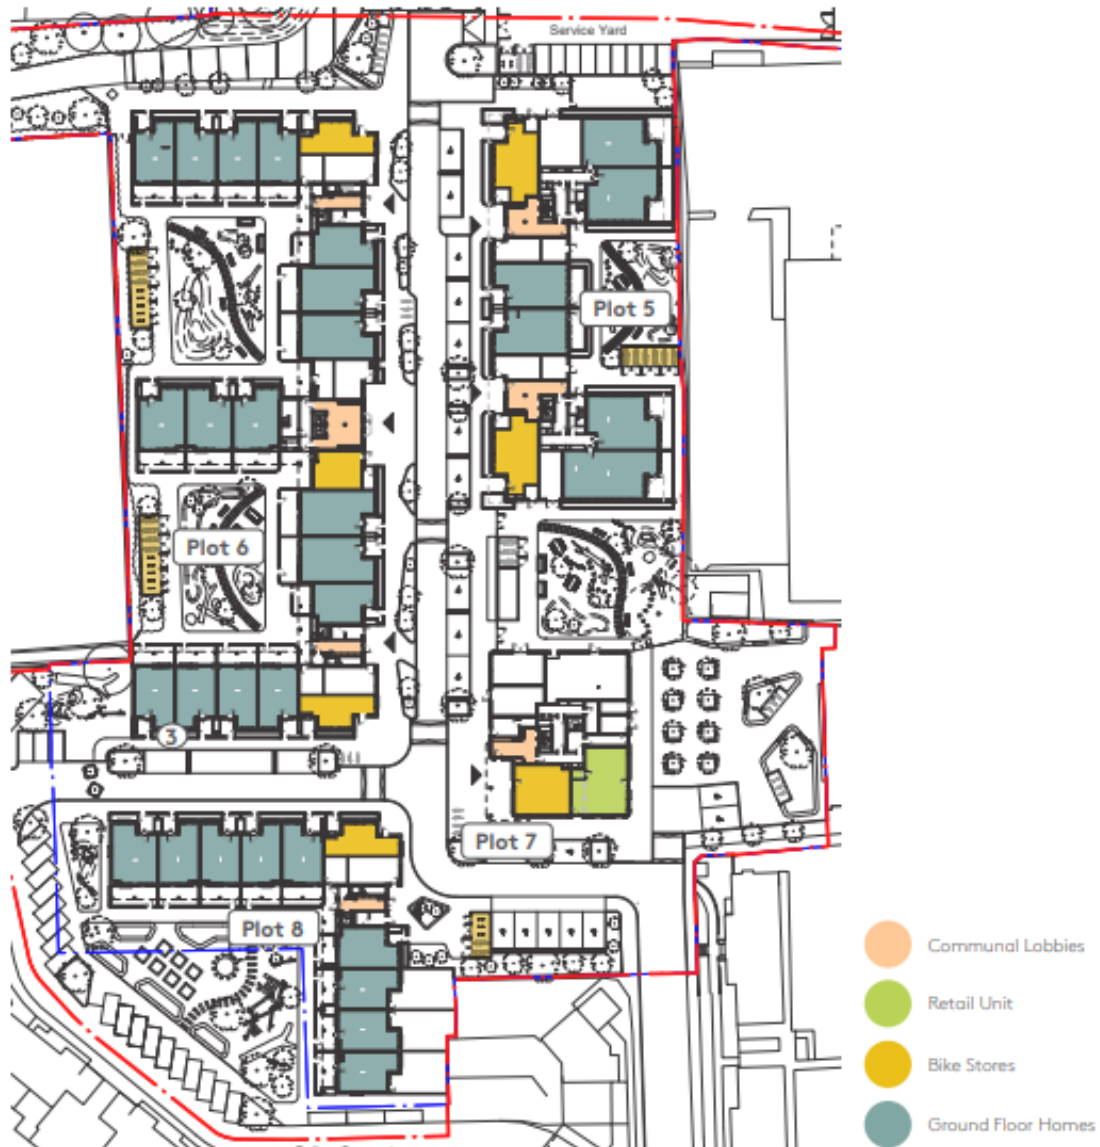 Service Yard
Plot 5
Plot 6
3
Plot 7
Plot 8
Communal Lobbies
Retail Unit
Bike Stores
Ground Floor Homes